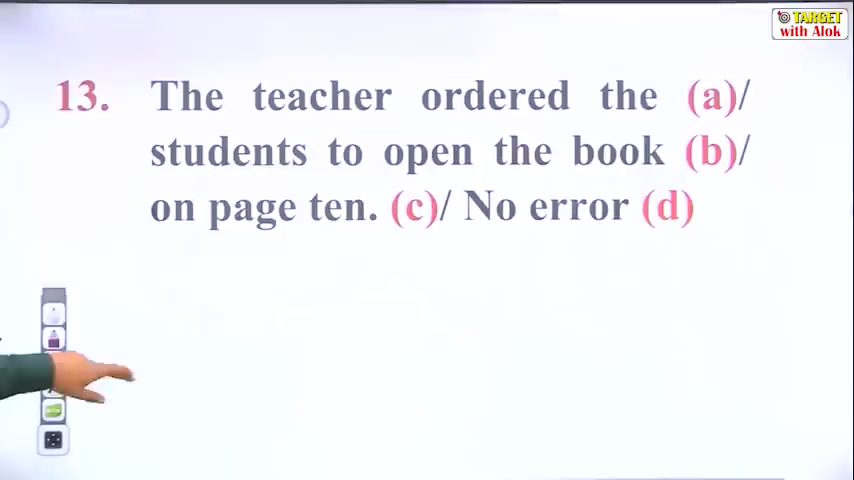 TARGET
with Alok
13. The teacher ordered the (a)/
students to open the book (b)/
on page ten. (c)/ No error (d)